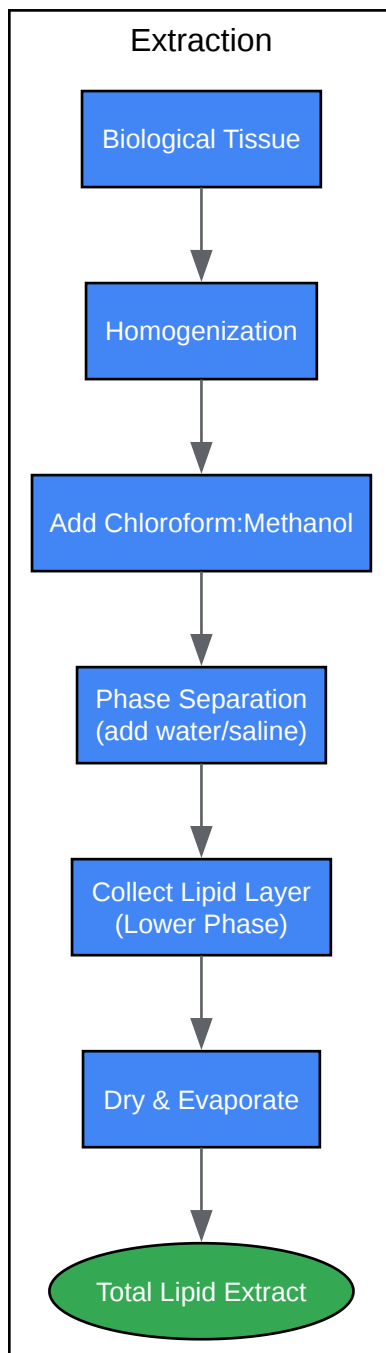 Extraction
Biological Tissue
Homogenization
Add Chloroform:Methanol
Phase Separation
(add water/saline)
Collect Lipid Layer
(Lower Phase)
Dry & Evaporate
Total Lipid Extract